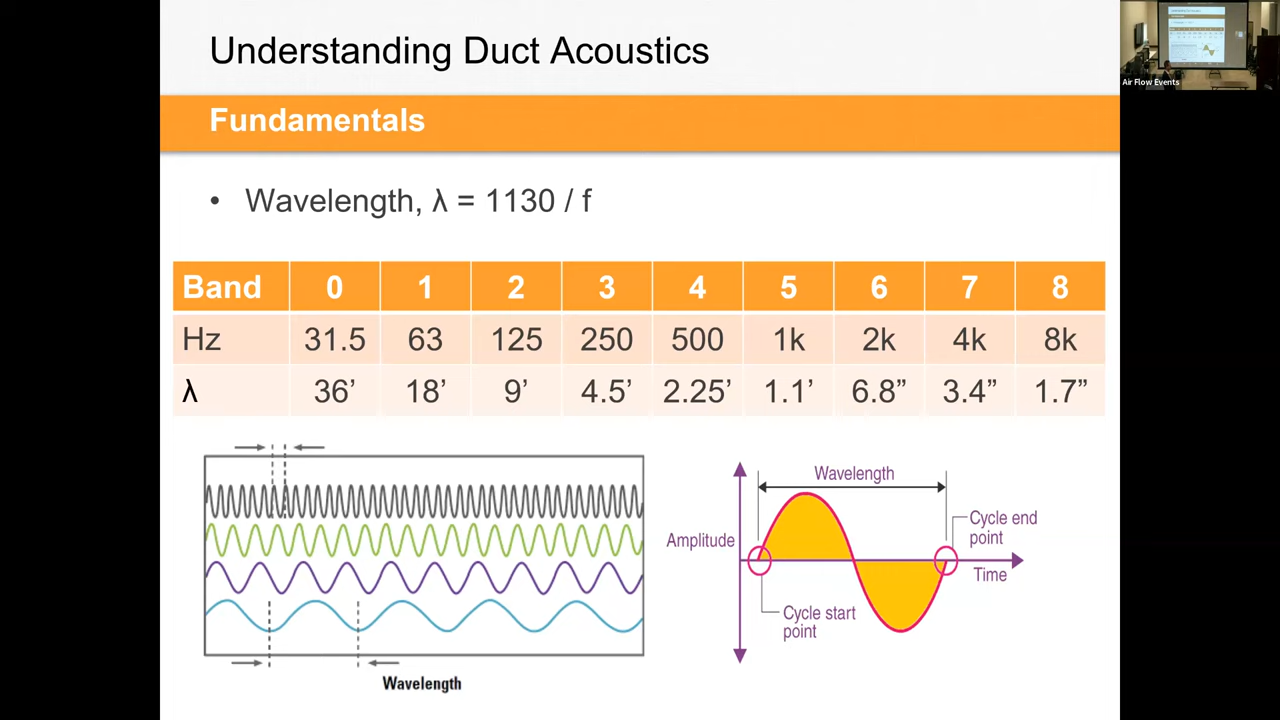 Understanding Duct Acoustics
Air Flow Events
Fundamentals
• Wavelength, λ = 1130 / f
Band 0 1 2 3 4 5 6 7 8
Hz 31.5 63 125 250 500 1k 2k 4k 8k
λ 36’ 18’ 9’ 4.5’ 2.25’ 1.1’ 6.8” 3.4” 1.7”
Wavelength
Wavelength
Amplitude
Cycle end
point
Time
Cycle start
point